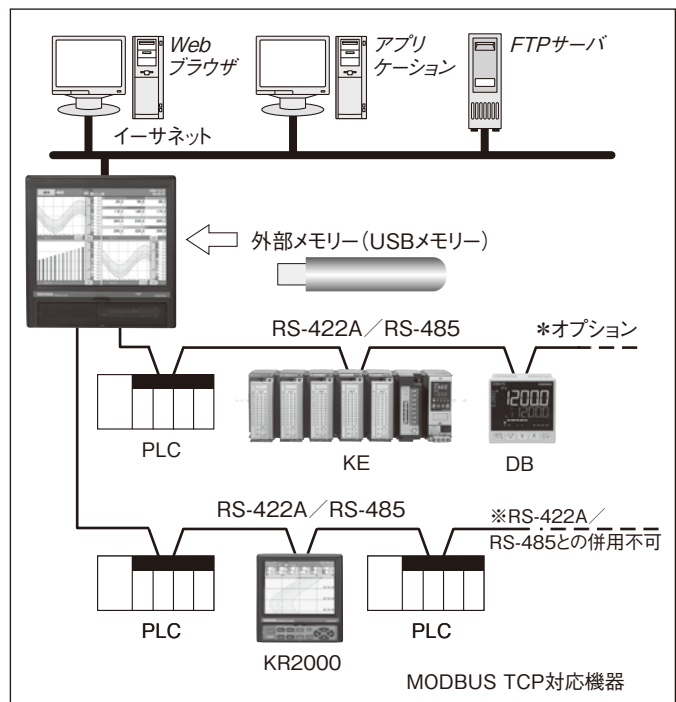 Web
ブラウザ
アプリ
ケーション
FTPサーバ
イーサネット
外部メモリー(USBメモリー)
RS-422A/RS-485
*オプション
PLC
KE
12000
DB
RS-422A/RS-485
※RS-422A/
RS-485との併用不可
PLC
KR2000
PLC
MODBUS TCP対応機器